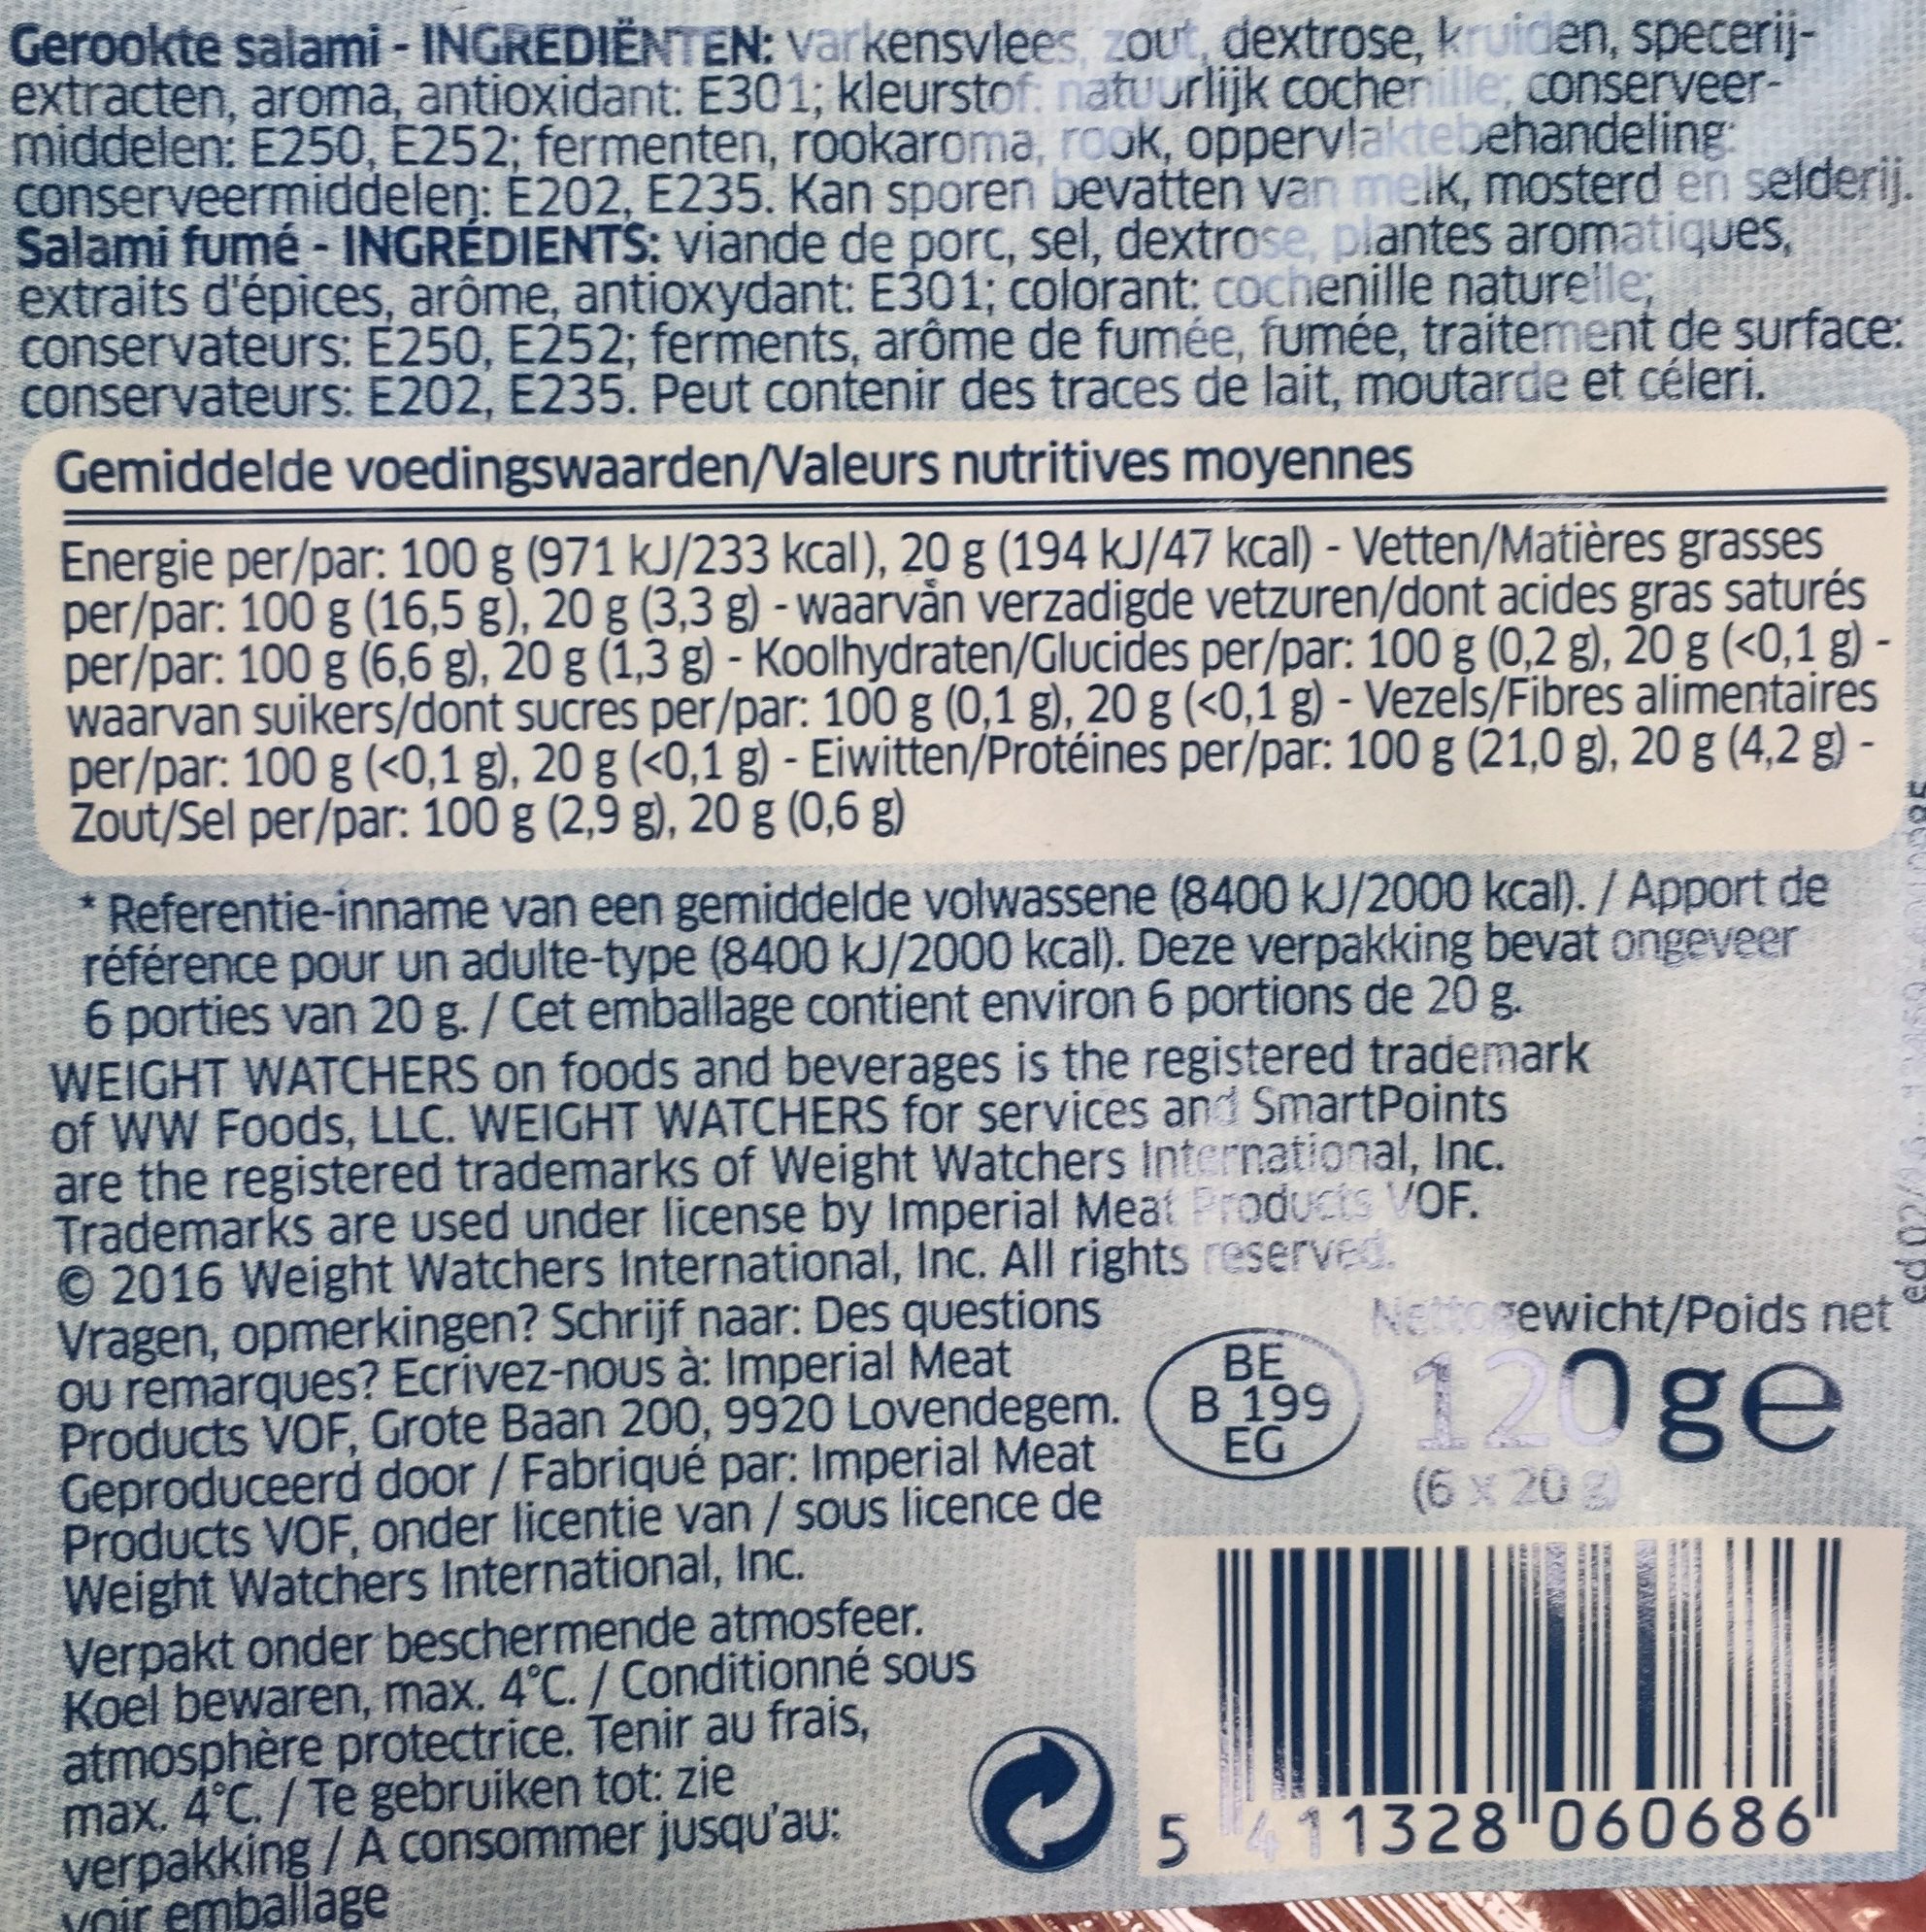 Gerookte salami - INGREDIËNTEN: varkensvlees, zout, dextrose, kruiden, specerij-
extracten, aroma, antioxidant: E301; kleurstof: natuurlijk cochenille; conserveer-
middelen: E250, E252; fermenten, rookaroma, rook, oppervlaktebehandeling:
conserveermiddelen: E202, E235. Kan sporen bevatten van melk, mosterd en selderij.
Salami fumé - INGRÉDIENTS: viande de porc, sel, dextrose, plantes aromatiques,
extraits d'épices, arôme, antioxydant: E301; colorant: cochenille naturelle;
conservateurs: E250, E252; ferments, arôme de fumée, fumée, traitement de surface:
conservateurs: E202, E235. Peut contenir des traces de lait, moutarde et céleri.
Gemiddelde voedingswaarden/Valeurs nutritives moyennes
Energie per/par: 100 g (971 kJ/233 kcal), 20 g (194 kJ/47 kcal) - Vetten/Matières grasses
per/par: 100 g (16,5 g), 20 g (3,3 g) - waarvan verzadigde vetzuren/dont acides gras saturés
per/par: 100 g (6,6 g), 20 g (1,3 g) - Koolhydraten/Glucides per/par: 100 g (0,2 g), 20 g (<0,1 g) -
waarvan suikers/dont sucres per/par: 100 g (0,1 g), 20 g (<0,1 g) - Vezels/Fibres alimentaires
per/par: 100 g (<0,1 g), 20 g (<0,1 g) - Eiwitten/Protéines per/par: 100 g (21,0 g), 20 g (4,2 g) -
Zout/Sel per/par: 100 g (2,9 g), 20 g (0,6 g)
* Referentie-inname van een gemiddelde volwassene (8400 kJ/2000 kcal). / Apport de
référence pour un adulte-type (8400 kJ/2000 kcal). Deze verpakking bevat ongeveer
6 porties van 20 g. / Cet emballage contient environ 6 portions de 20 g.
WEIGHT WATCHERS on foods and beverages is the registered trademark
of WW Foods, LLC. WEIGHT WATCHERS for services and SmartPoints
are the registered trademarks of Weight Watchers International, Inc.
Trademarks are used under license by Imperial Meat Products VOF.
© 2016 Weight Watchers International, Inc. All rights reserved.
Vragen, opmerkingen? Schrijf naar: Des questions
ou remarques? Ecrivez-nous à: Imperial Meat
Products VOF, Grote Baan 200, 9920 Lovendegem.
Geproduceerd door / Fabriqué par: Imperial Meat
Products VOF, onder licentie van / sous licence de
Weight Watchers International, Inc.
Verpakt onder beschermende atmosfeer.
Koel bewaren, max. 4°C. / Conditionné sous
atmosphère protectrice. Tenir au frais,
max. 4°C. / Te gebruiken tot: zie
verpakking / A consommer jusqu'au:
voir emballage
BE
B 199
EG
Nettogewicht/Poids net
120 g e
(6 x 20 g)
5 411328 060686
ed 02/